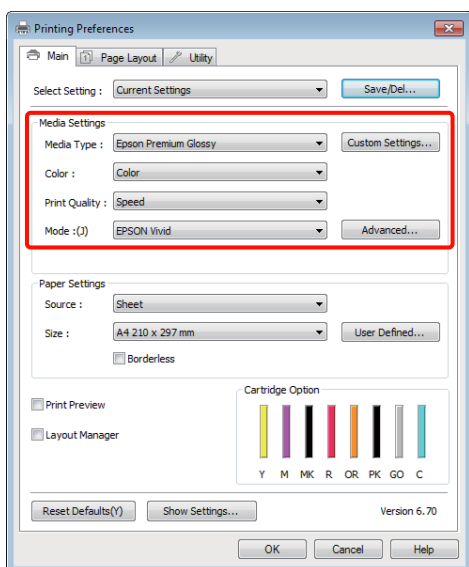 Printing Preferences
Main Page Layout Utility
Select Setting : Current Settings Save/Del...
Media Settings
Media Type : Epson Premium Glossy Custom Settings...
Color : Color
Print Quality : Speed
Mode :(J) EPSON Vivid Advanced...
Paper Settings
Source : Sheet
Size : A4 210 x 297 mm User Defined...
Borderless
Cartridge Option
Print Preview
Layout Manager
Y M MK R OR PK GO C
Reset Defaults(Y) Show Settings... Version 6.70
OK Cancel Help